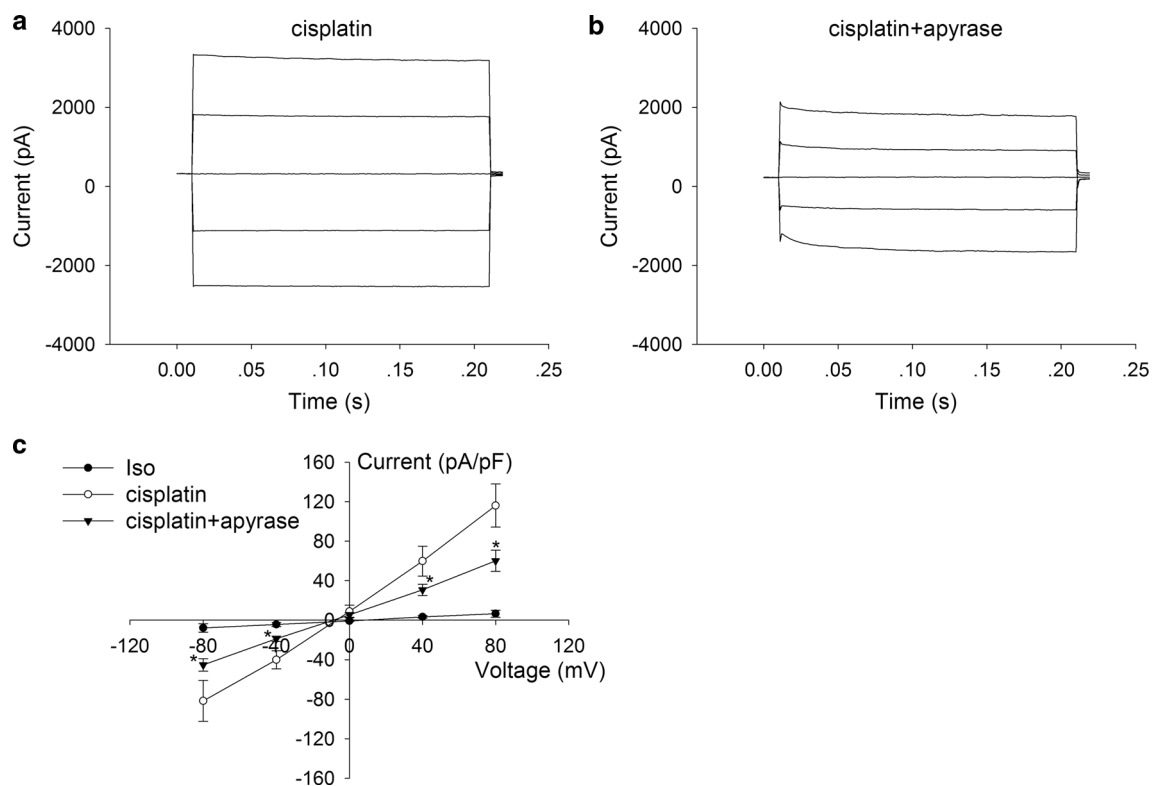 a
cisplatin
4000
2000
0
-2000
-4000
Current (pA)
0.00 .05 .10 .15 .20 .25
Time (s)
b
cisplatin+apyrase
4000
2000
0
-2000
-4000
Current (pA)
0.00 .05 .10 .15 .20 .25
Time (s)
c
Iso
cisplatin
cisplatin+apyrase
Current (pA/pF)
160
120
80
40
0
-40
-80
-120
-160
-120 -80 -40 0 40 80 120
Voltage (mV)
*
*
*
*